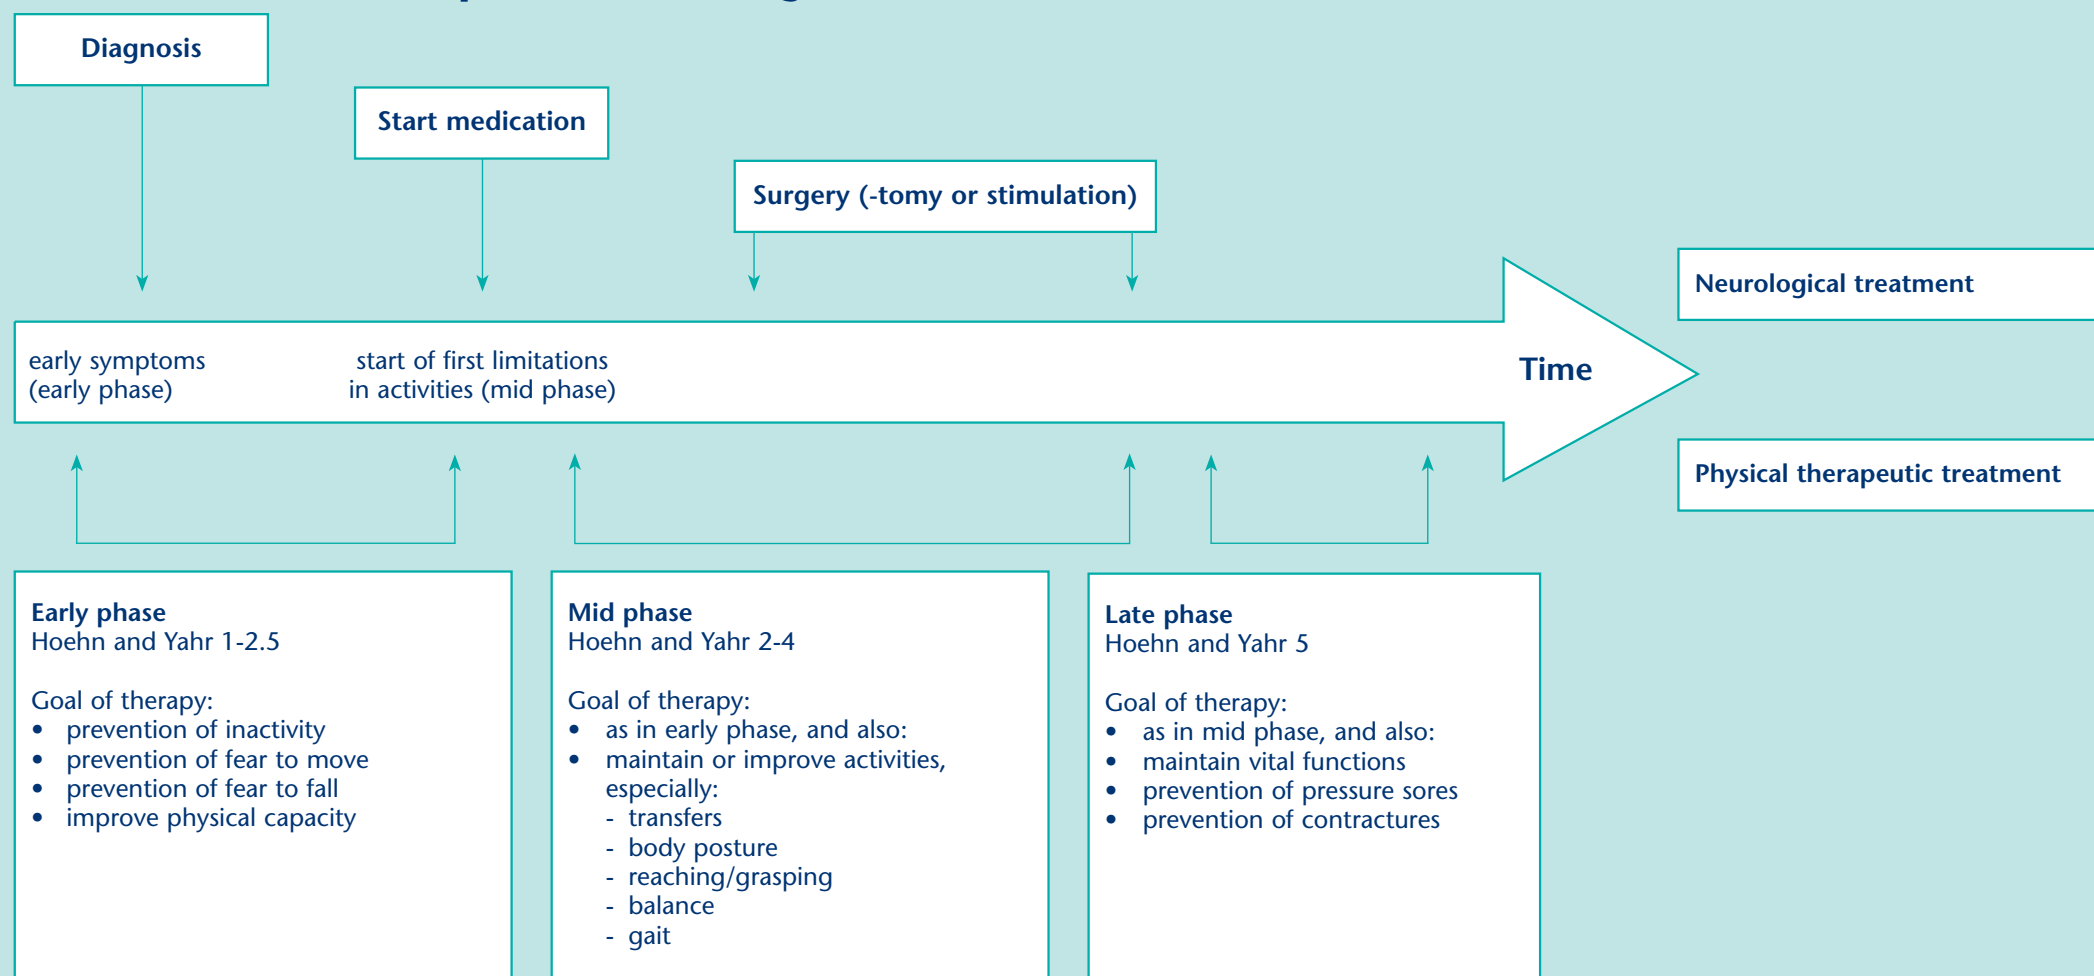 Diagnosis
Start medication
Surgery (-tomy or stimulation)
Neurological treatment
early symptoms
(early phase)
start of first limitations
in activities (mid phase)
Time
Physical therapeutic treatment
Early phase
Hoehn and Yahr 1-2.5
Goal of therapy:
• prevention of inactivity
• prevention of fear to move
• prevention of fear to fall
• improve physical capacity
Mid phase
Hoehn and Yahr 2-4
Goal of therapy:
• as in early phase, and also:
• maintain or improve activities,
especially:
- transfers
- body posture
- reaching/grasping
- balance
- gait
Late phase
Hoehn and Yahr 5
Goal of therapy:
• as in mid phase, and also:
• maintain vital functions
• prevention of pressure sores
• prevention of contractures